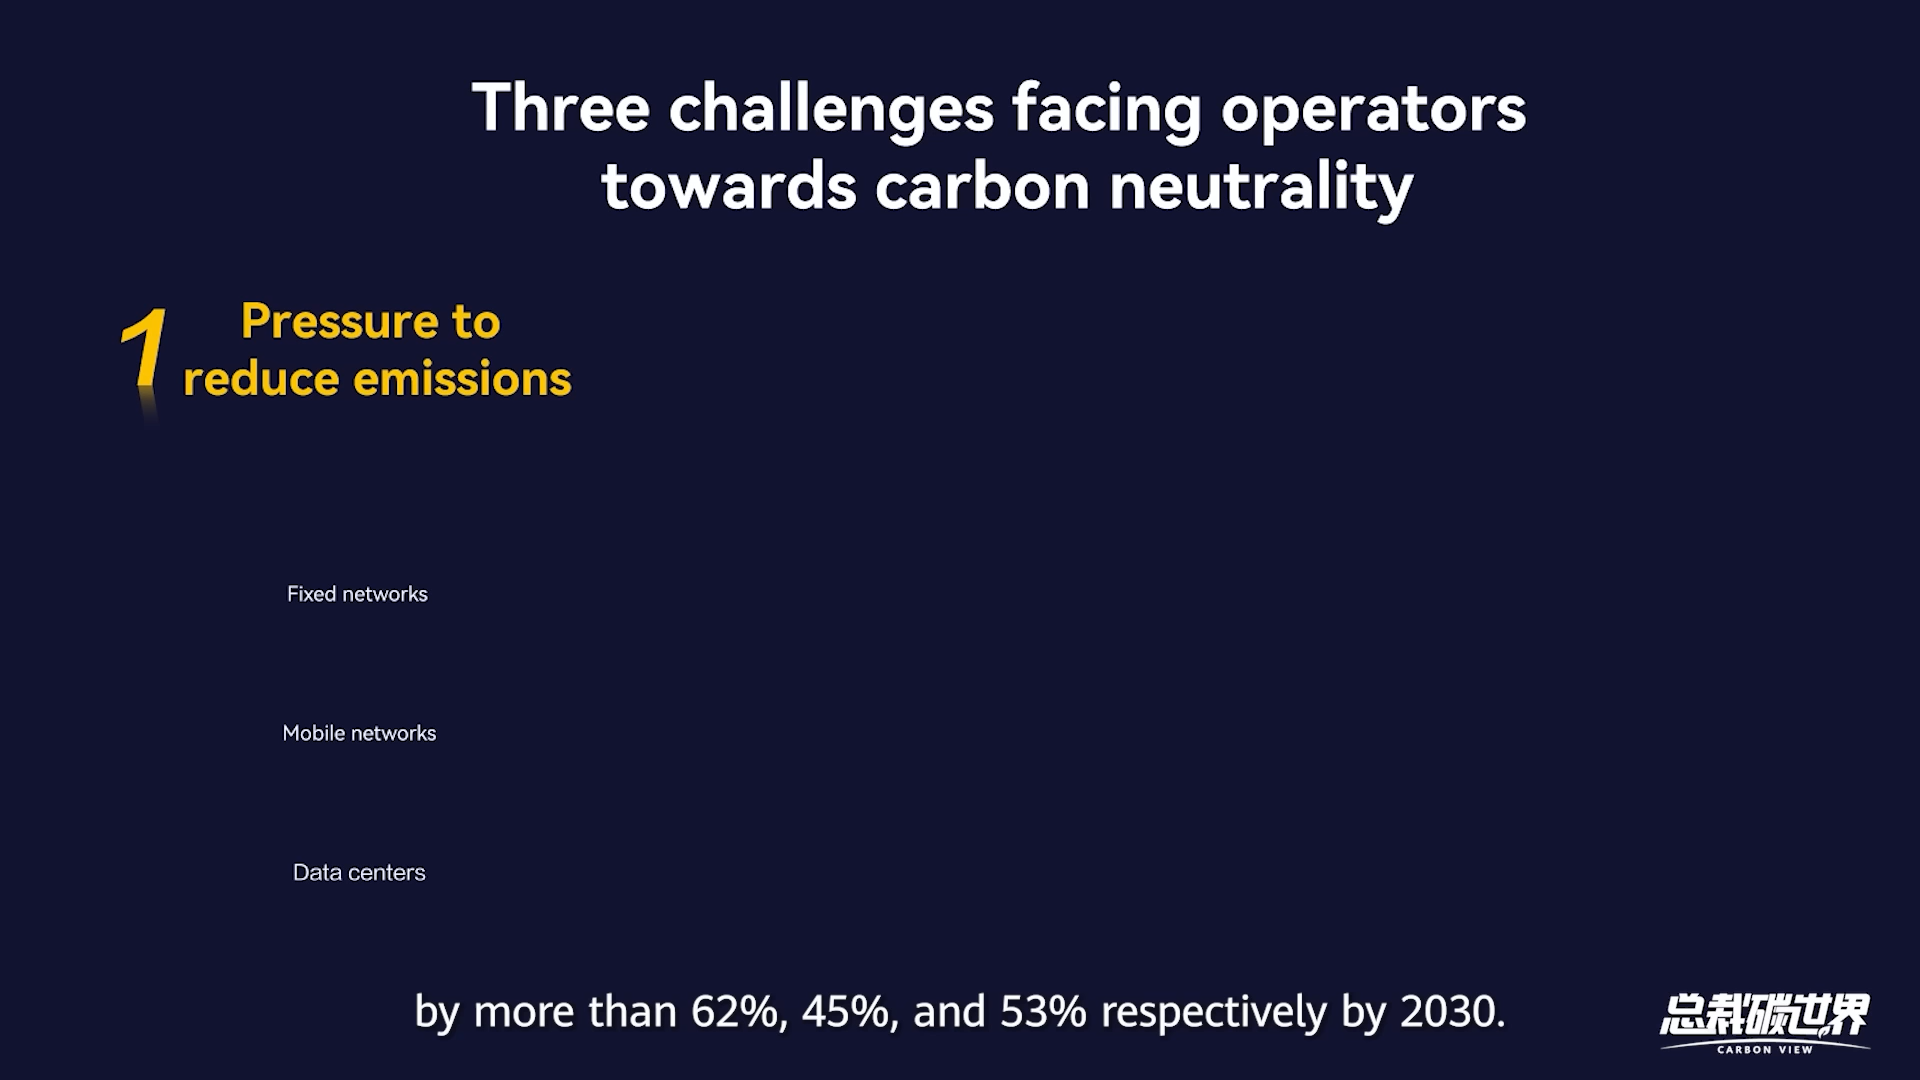 Three challenges facing operators
towards carbon neutrality
1
Pressure to
reduce emissions
Fixed networks
Mobile networks
Data centers
by more than 62%, 45%, and 53% respectively by 2030.
总裁碳世界
CARBON VIEW